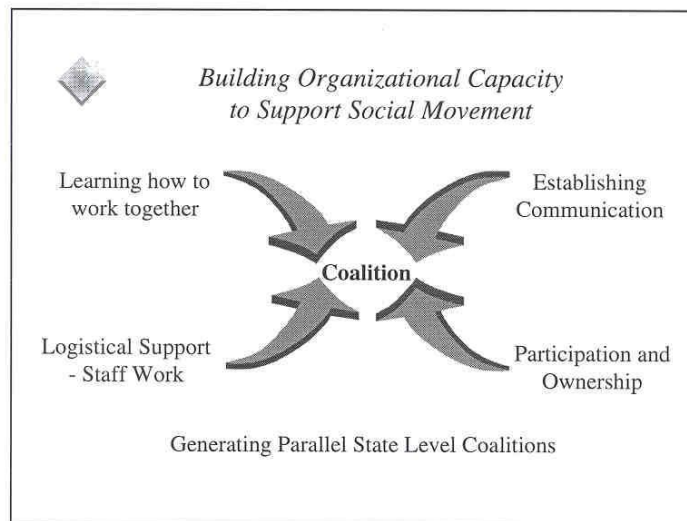 Building Organizational Capacity
to Support Social Movement
Learning how to
work together
Establishing
Communication
Coalition
Logistical Support
- Staff Work
Participation and
Ownership
Generating Parallel State Level Coalitions